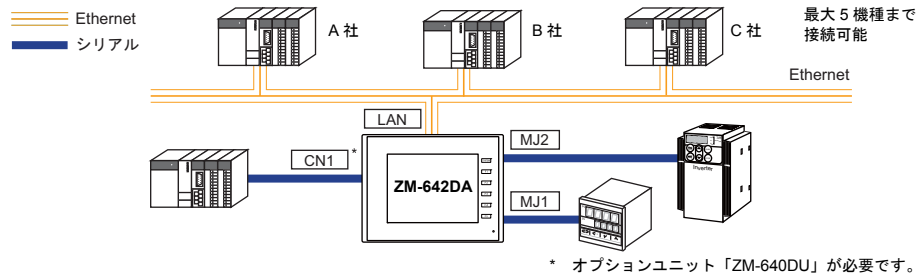 Ethernet
シリアル
A 社
B 社
C 社
最大 5 機種まで
接続可能
Ethernet
LAN
CN1
*
MJ2
ZM-642DA
MJ1
Inverter
* オプションユニット「ZM-640DU」が必要です。